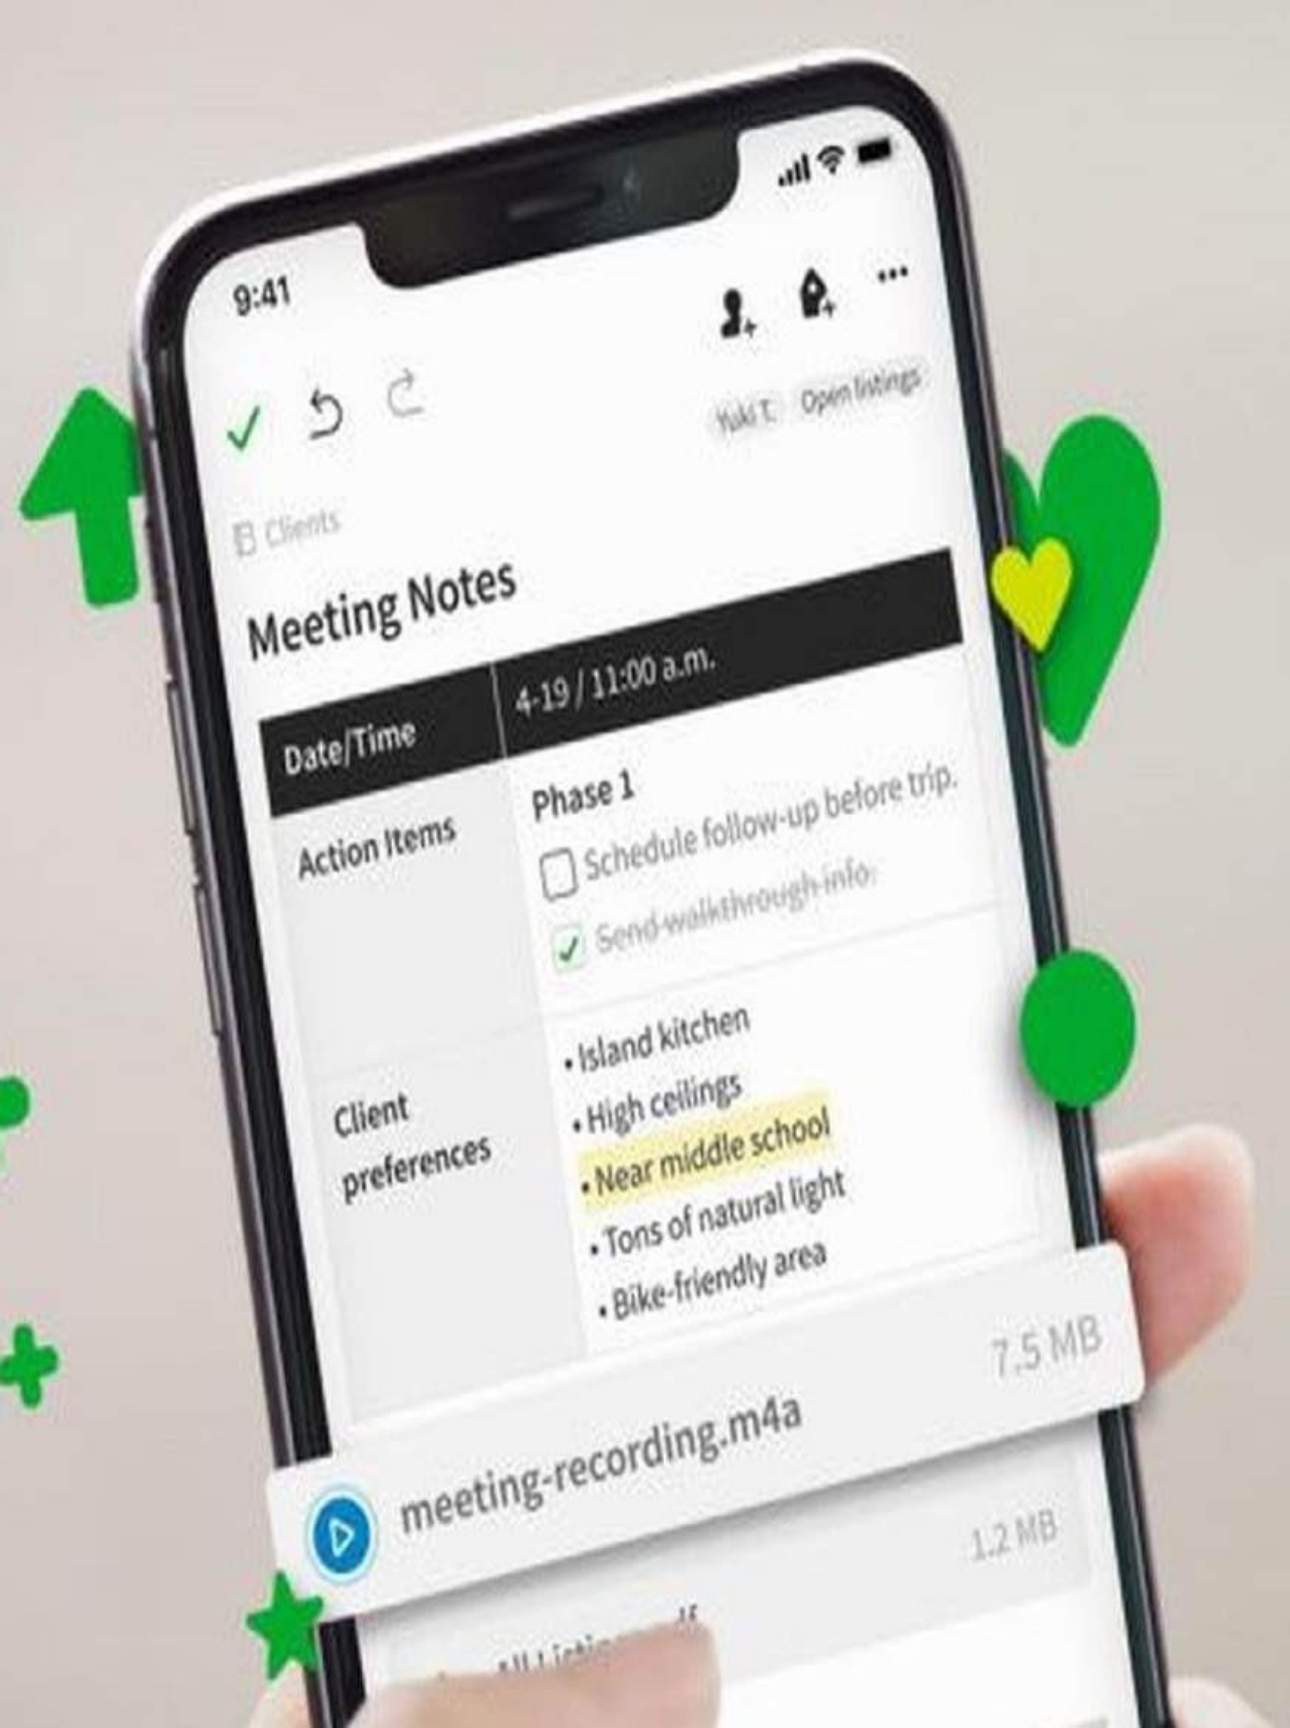 9:41
Yuki T. Open listings
Clients
Meeting Notes
Date/Time 4-19 / 11:00 a.m.
Action Items
Phase 1
Schedule follow-up before trip.
Send walkthrough info.
Client
preferences
• Island kitchen
• High ceilings
• Near middle school
• Tons of natural light
• Bike-friendly area
meeting-recording.m4a 7.5 MB
1.2 MB
All